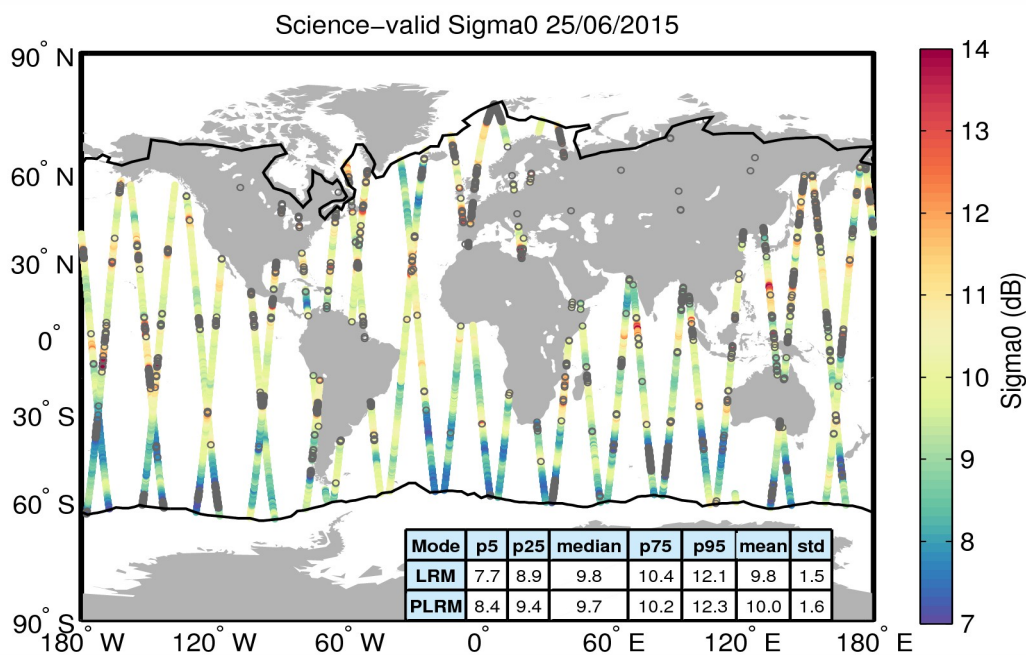 Science−valid Sigma0 25/06/2015
90° N
60° N
30° N
0°
30° S
60° S
90° S
180° W 120° W 60° W 0° 60° E 120° E 180° E
Mode p5 p25 median p75 p95 mean std
LRM 7.7 8.9 9.8 10.4 12.1 9.8 1.5
PLRM 8.4 9.4 9.7 10.2 12.3 10.0 1.6
14
13
12
11
10
9
8
7
Sigma0 (dB)